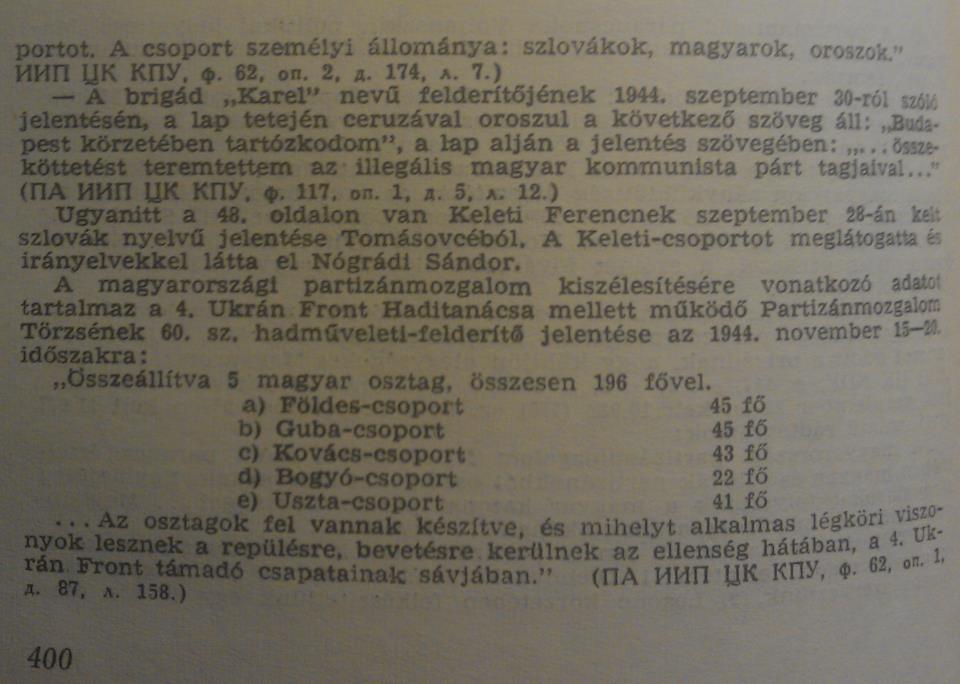 portot. A csoport személyi állománya: szlovákok, magyarok, oroszok."
ИИП ЦК КПУ, ф. 62, оп. 2, д. 174, л. 7.)
— A brigád „Karel" nevű felderítőjének 1944. szeptember 30-ról szóló
jelentésén, a lap tetején ceruzával oroszul a következő szöveg áll: „Buda-
pest körzetében tartózkodom", a lap alján a jelentés szövegében: „...össze-
köttetést teremtettem az illegális magyar kommunista párt tagjaival..."
(ПА ИИП ЦК КПУ, ф. 117, оп. 1, д. 5, л. 12.)
Ugyanitt a 48. oldalon van Keleti Ferencnek szeptember 28-án kelt
szlovák nyelvű jelentése Tomásovcéból. A Keleti-csoportot meglátogatta és
irányelvekkel látta el Nógrádi Sándor.
A magyarországi partizánmozgalom kiszélesítésére vonatkozó adatot
tartalmaz a 4. Ukrán Front Haditanácsa mellett működő Partizánmozgalom
Törzsének 60. sz. hadműveleti-felderítő jelentése az 1944. november 15—20.
időszakra:
„Összeállítva 5 magyar osztag, összesen 196 fővel.
a) Földes-csoport 45 fő
b) Guba-csoport 45 fő
c) Kovács-csoport 43 fő
d) Bogyó-csoport 22 fő
e) Uszta-csoport 41 fő
...Az osztagok fel vannak készítve, és mihelyt alkalmas légköri viszo-
nyok lesznek a repülésre, bevetésre kerülnek az ellenség hátában, a 4. Uk-
rán Front támadó csapatainak sávjában." (ПА ИИП ЦК КПУ, ф. 62, оп. 1,
д. 87, л. 158.)
400